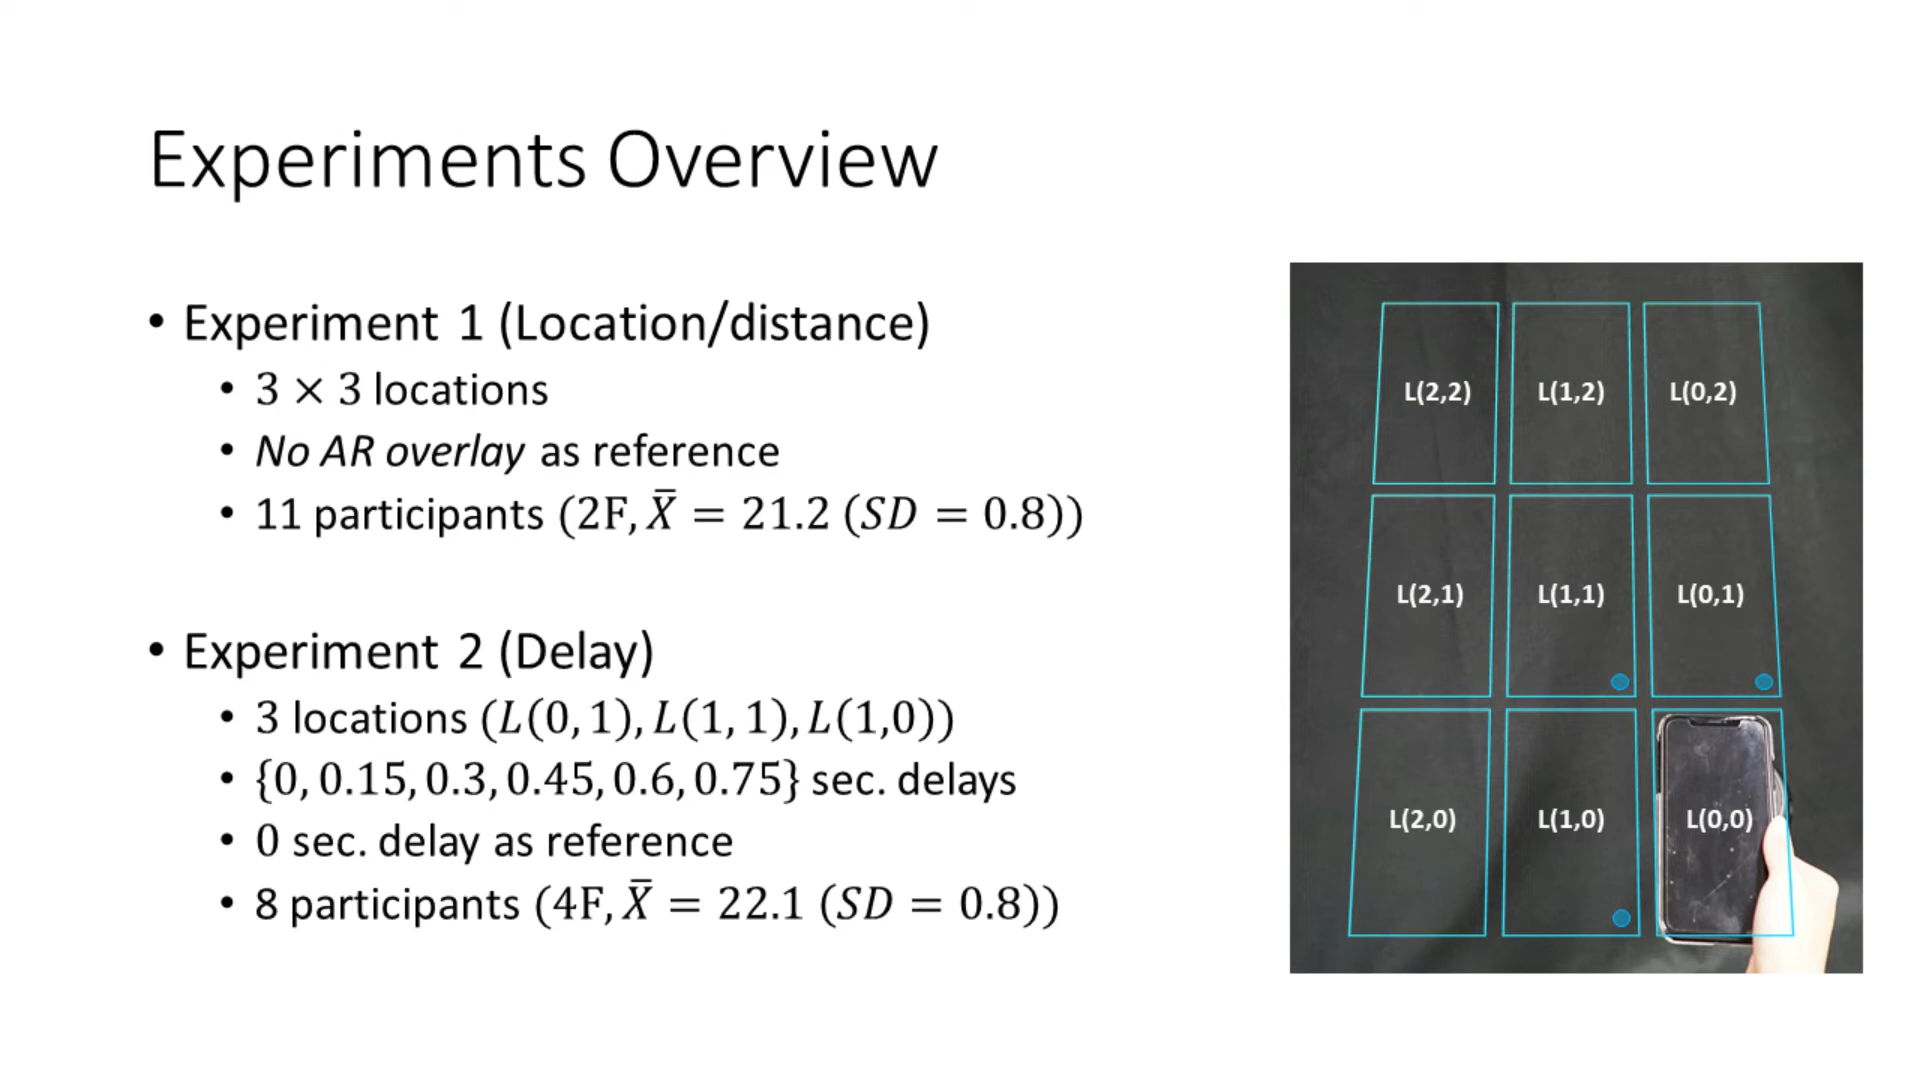 Experiments Overview
• Experiment 1 (Location/distance)
• 3 × 3 locations
• No AR overlay as reference
• 11 participants (2F, X̄ = 21.2 (SD = 0.8))
• Experiment 2 (Delay)
• 3 locations (L(0, 1), L(1, 1), L(1,0))
• {0, 0.15, 0.3, 0.45, 0.6, 0.75} sec. delays
• 0 sec. delay as reference
• 8 participants (4F, X̄ = 22.1 (SD = 0.8))
L(2,2) L(1,2) L(0,2)
L(2,1) L(1,1) L(0,1)
L(2,0) L(1,0) L(0,0)